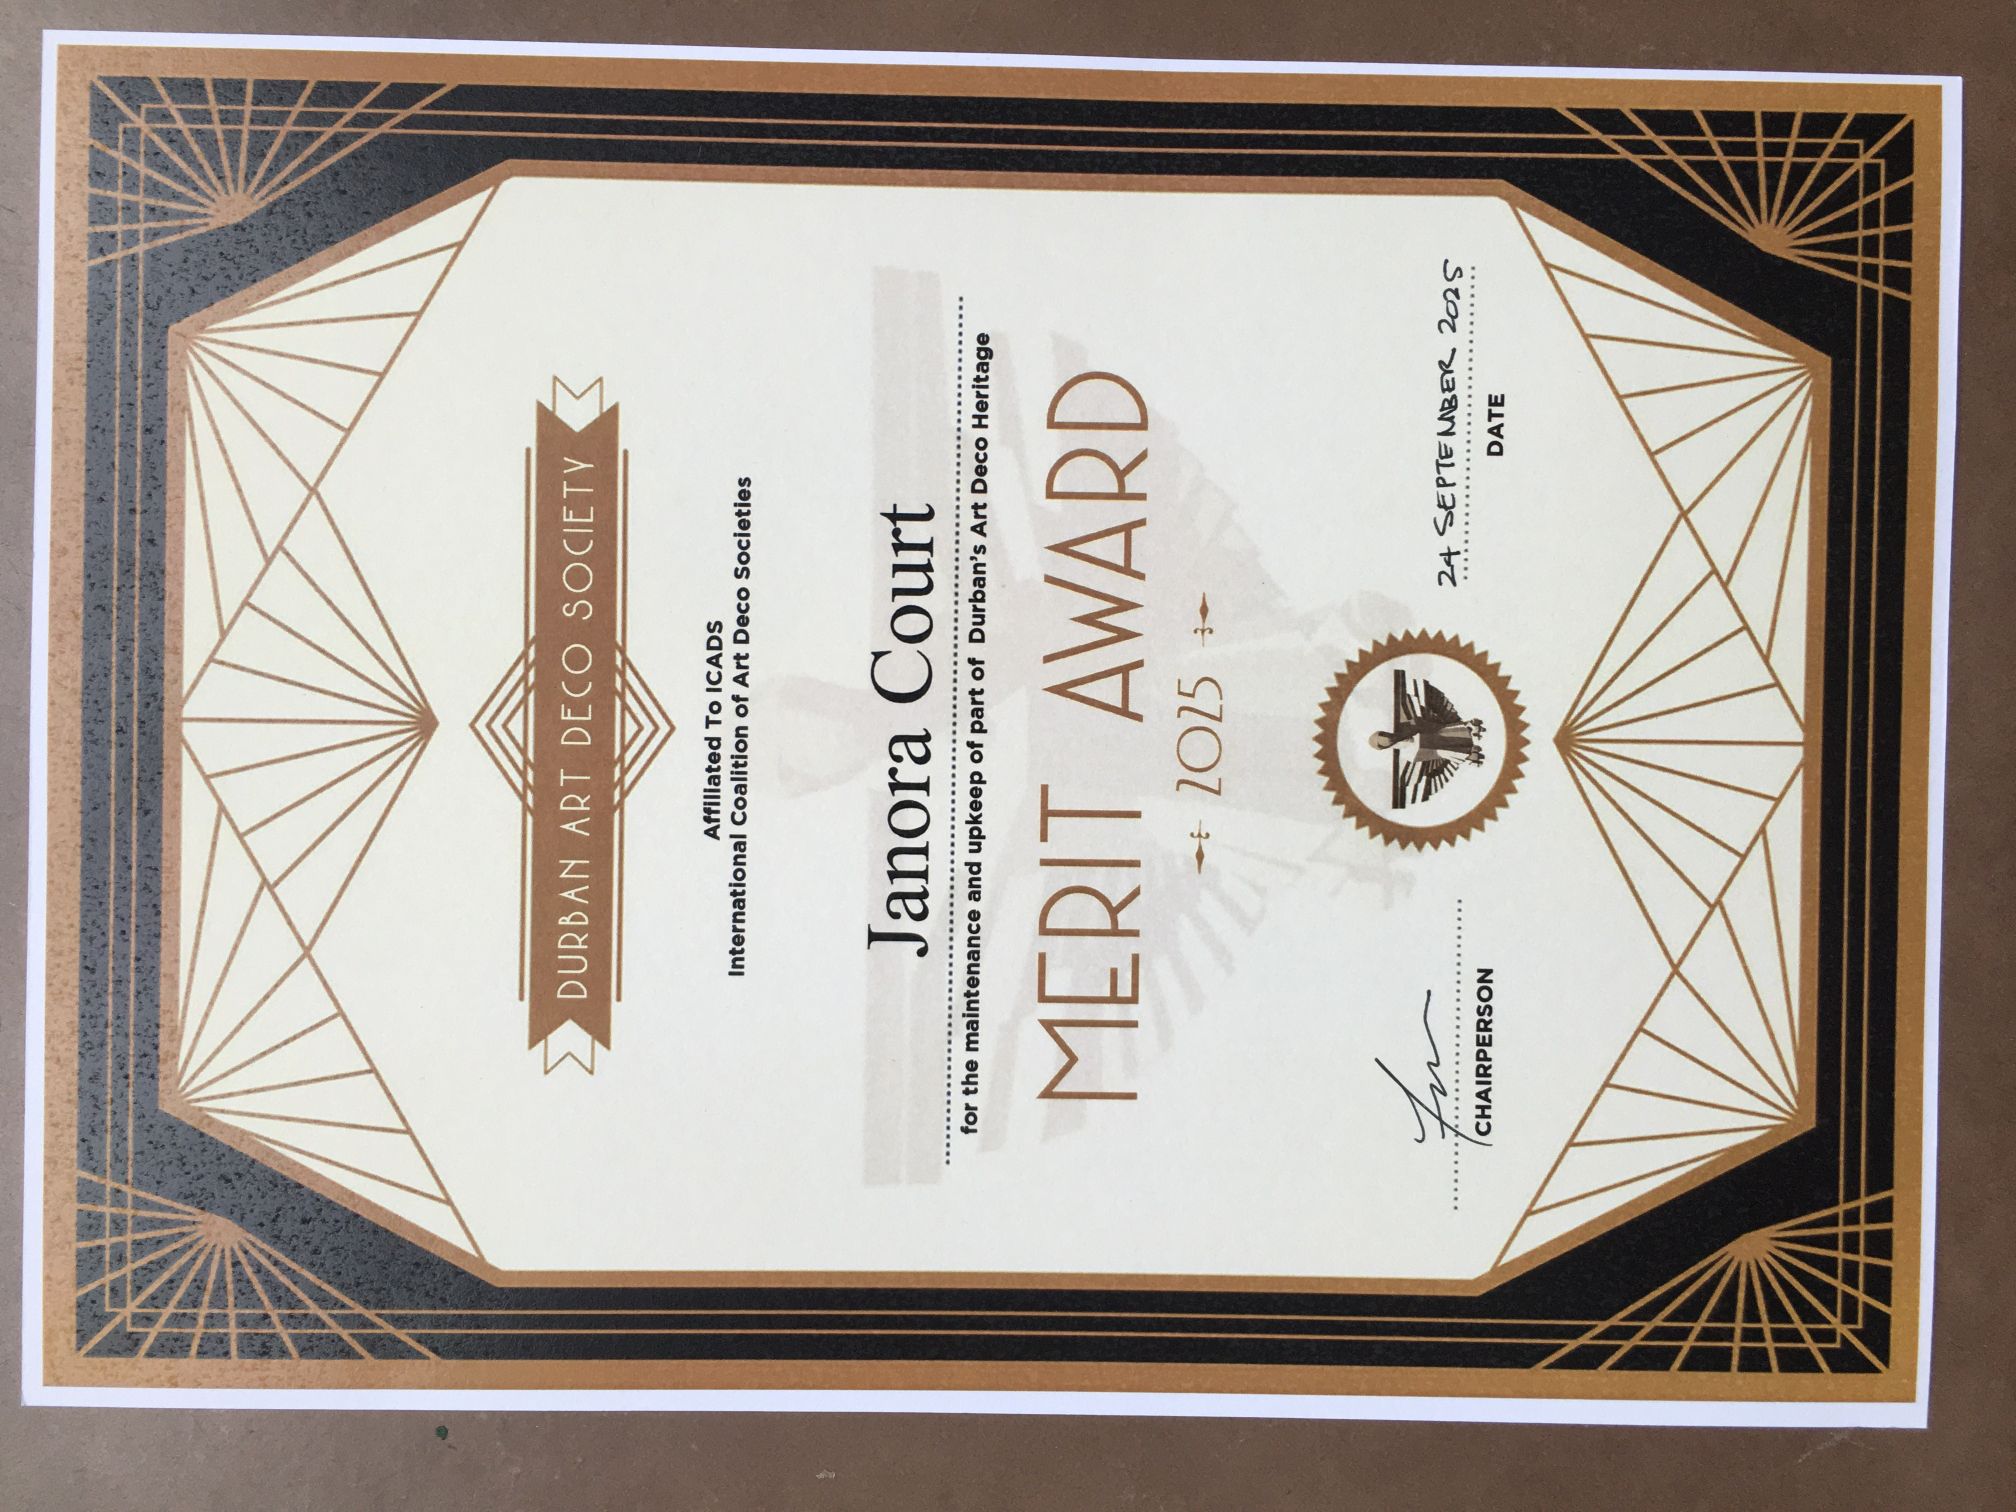 DURBAN ART DECO SOCIETY
Affiliated To ICADS
International Coalition of Art Deco Societies
Janora Court
for the maintenance and upkeep of part of Durban's Art Deco Heritage
MERIT AWARD
2025
24 SEPTEMBER 2025
CHAIRPERSON
DATE